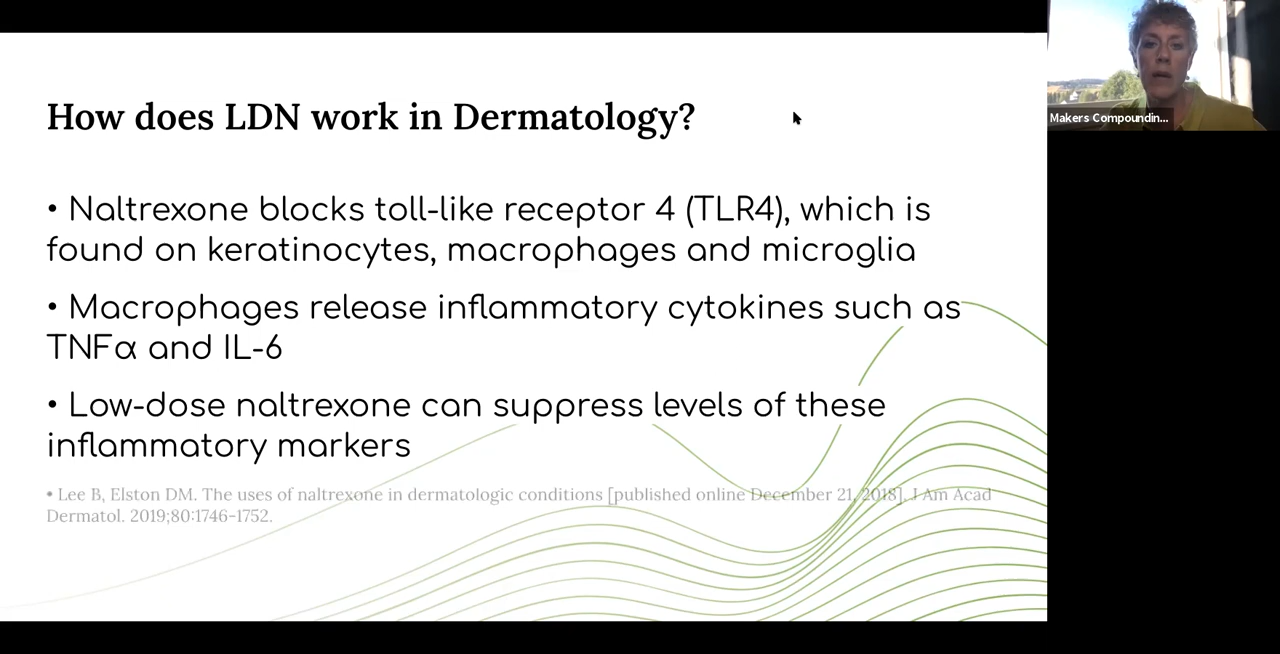 How does LDN work in Dermatology?
• Naltrexone blocks toll-like receptor 4 (TLR4), which is
found on keratinocytes, macrophages and microglia
• Macrophages release inflammatory cytokines such as
TNFα and IL-6
• Low-dose naltrexone can suppress levels of these
inflammatory markers
• Lee B, Elston DM. The uses of naltrexone in dermatologic conditions [published online December 21, 2018]. J Am Acad
Dermatol. 2019;80:1746–1752.
Makers Compoundin...